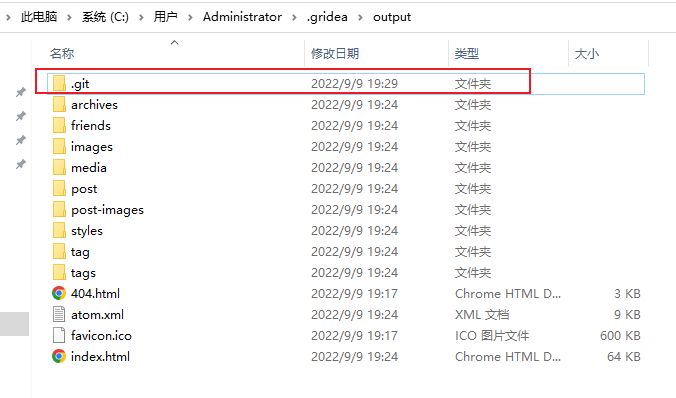 此电脑 系统 (C:) 用户 Administrator .gridea output
名称 修改日期 类型 大小
.git 2022/9/9 19:29 文件夹
archives 2022/9/9 19:24 文件夹
friends 2022/9/9 19:24 文件夹
images 2022/9/9 19:24 文件夹
media 2022/9/9 19:24 文件夹
post 2022/9/9 19:24 文件夹
post-images 2022/9/9 19:24 文件夹
styles 2022/9/9 19:24 文件夹
tag 2022/9/9 19:24 文件夹
tags 2022/9/9 19:24 文件夹
404.html 2022/9/9 19:17 Chrome HTML D... 3 KB
atom.xml 2022/9/9 19:24 XML 文档 9 KB
favicon.ico 2022/9/9 19:17 ICO 图片文件 600 KB
index.html 2022/9/9 19:24 Chrome HTML D... 64 KB